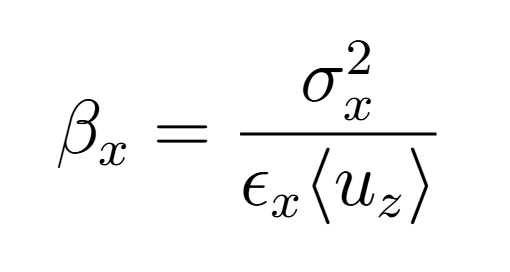 β_x = σ_x^2 / (ϵ_x⟨u_z⟩)